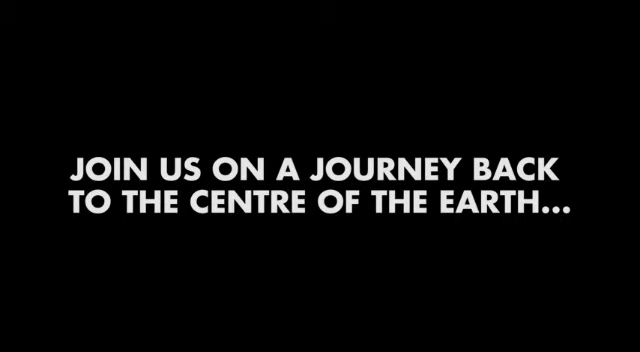 JOIN US ON A JOURNEY BACK
TO THE CENTRE OF THE EARTH...